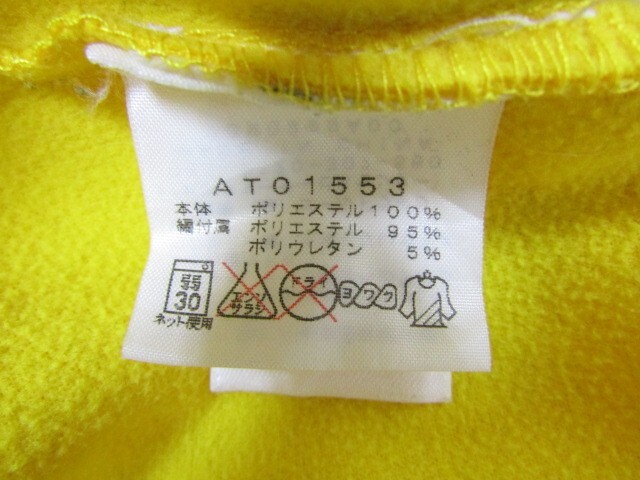 AT01553
本体 ポリエステル100%
編付属 ポリエステル 95%
ポリウレタン 5%
弱 30 エンソ サラシ ドライ ヨワク
ネット使用